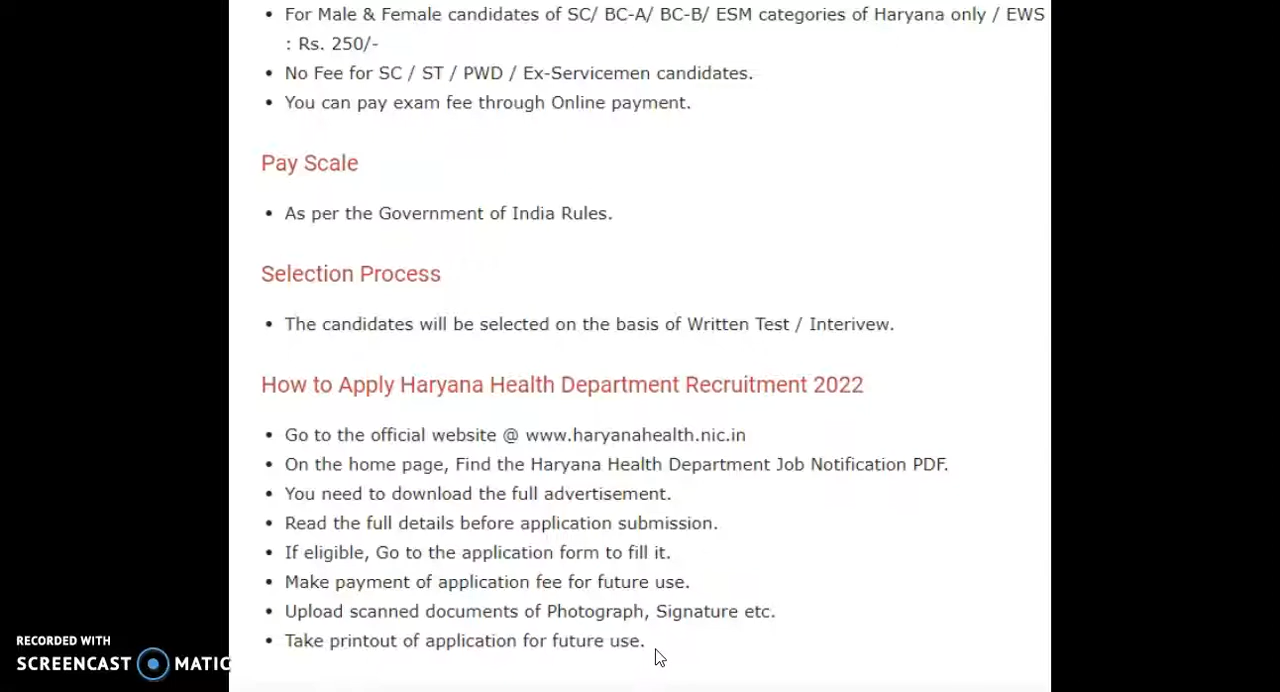 For Male & Female candidates of SC/ BC-A/ BC-B/ ESM categories of Haryana only / EWS
: Rs. 250/-
No Fee for SC / ST / PWD / Ex-Servicemen candidates.
You can pay exam fee through Online payment.
Pay Scale
As per the Government of India Rules.
Selection Process
The candidates will be selected on the basis of Written Test / Interivew.
How to Apply Haryana Health Department Recruitment 2022
Go to the official website @ www.haryanahealth.nic.in
On the home page, Find the Haryana Health Department Job Notification PDF.
You need to download the full advertisement.
Read the full details before application submission.
If eligible, Go to the application form to fill it.
Make payment of application fee for future use.
Upload scanned documents of Photograph, Signature etc.
Take printout of application for future use.
RECORDED WITH
SCREENCAST MATIC